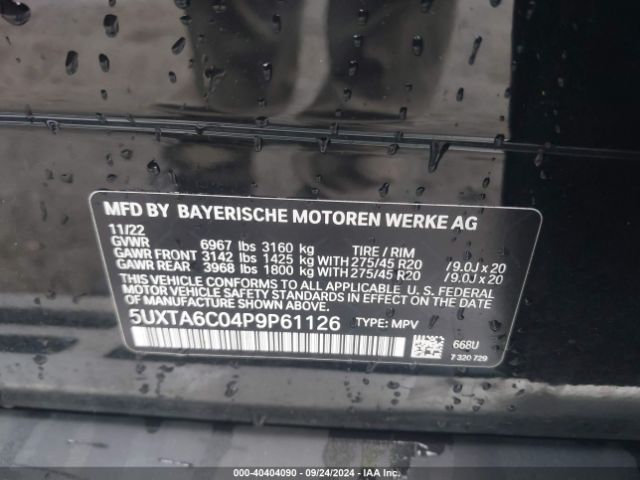 MFD BY BAYERISCHE MOTOREN WERKE AG
11/22
GVWR 6967 lbs 3160 kg TIRE / RIM
GAWR FRONT 3142 lbs 1425 kg WITH 275/45 R20 / 9.0J x 20
GAWR REAR 3968 lbs 1800 kg WITH 275/45 R20 / 9.0J x 20
THIS VEHICLE CONFORMS TO ALL APPLICABLE U. S. FEDERAL
MOTOR VEHICLE SAFETY AND THEFT PREVENTION STANDARDS IN
EFFECT ON THE DATE OF MANUFACTURE SHOWN ABOVE.
5UXTA6C04P9P61126 TYPE: MPV
668U
7 320 729
000-40404090 - 09/24/2024 - IAA Inc.